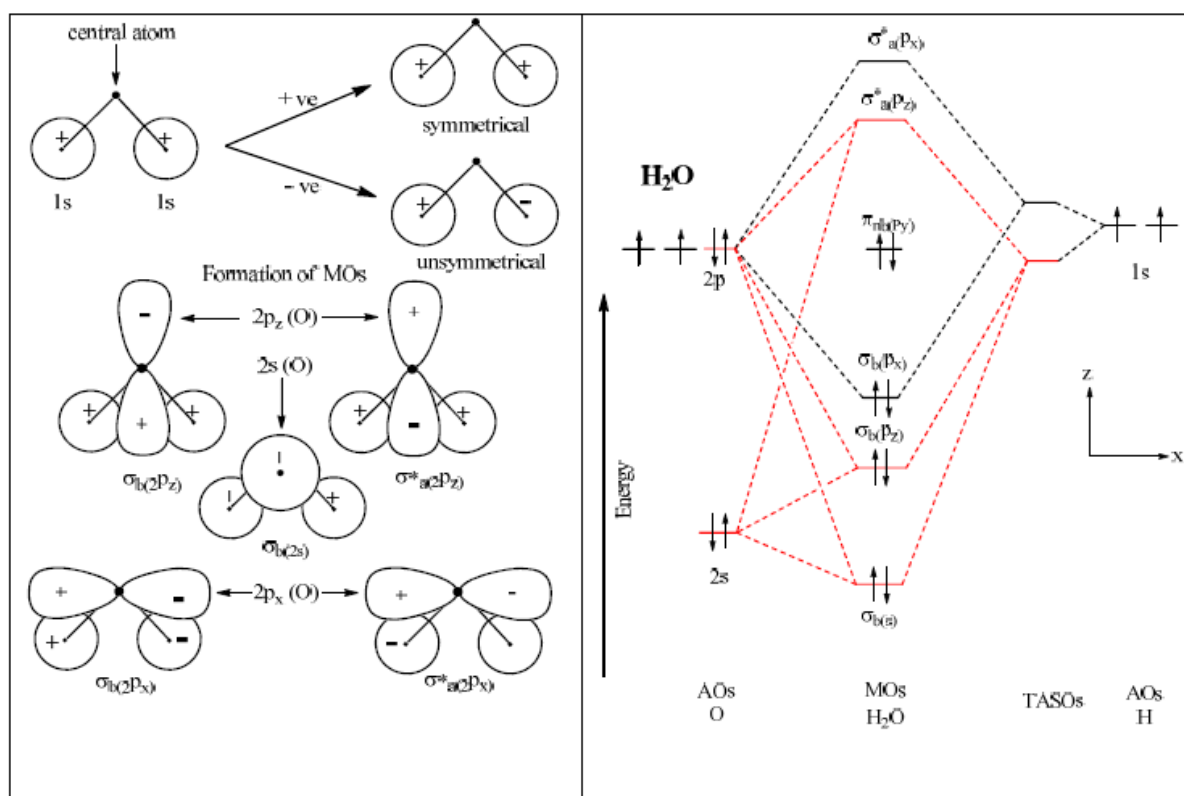 central atom
+
+
1s
1s
+ve
-ve
+
+
symmetrical
+
-
unsymmetrical
Formation of MOs
-
+
+
+
2pz (O)
+
+
+
-
σb(2pz)
σ*a(2pz)
2s (O)
+
σb(2s)
+
-
+
-
2px (O)
+
-
-
σb(2px)
σ*a(2px)
H2O
σ*a(px)
σ*a(pz)
πnb(Py)
2p
1s
σb(px)
σb(pz)
2s
σb(s)
Energy
z
x
AOs
O
MOs
H2O
TASOs
AOs
H